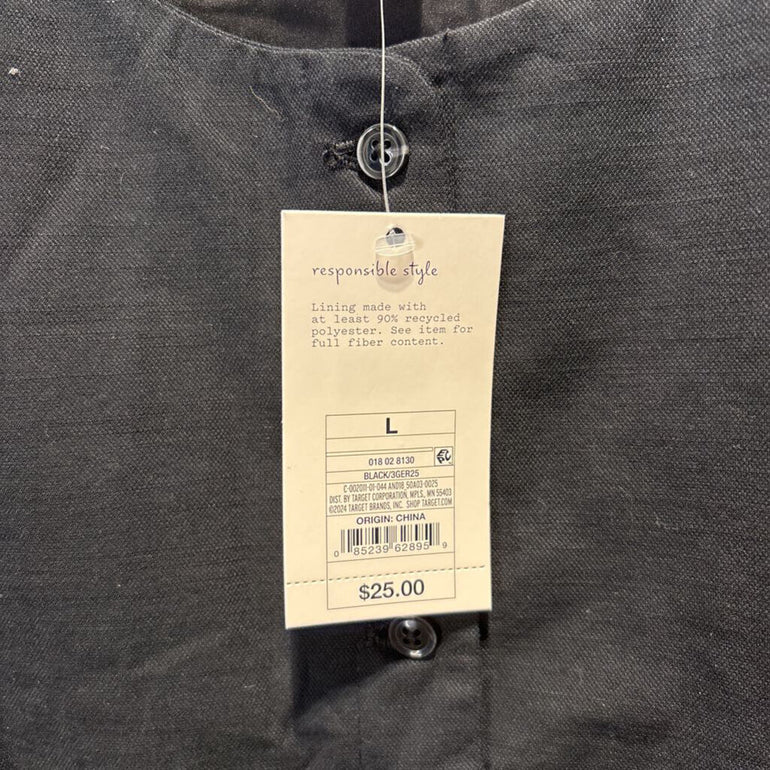 responsible style
Lining made with
at least 90% recycled
polyester. See item for
full fiber content.
L
018 02 8130
BLACK/3GER25
C-002011-01-044 AND18_50A03-0025
DIST. BY TARGET CORPORATION, MPLS., MN 55403
©2024 TARGET BRANDS, INC. SHOP TARGET.COM
ORIGIN: CHINA
0 85239 62895 9
$25.00